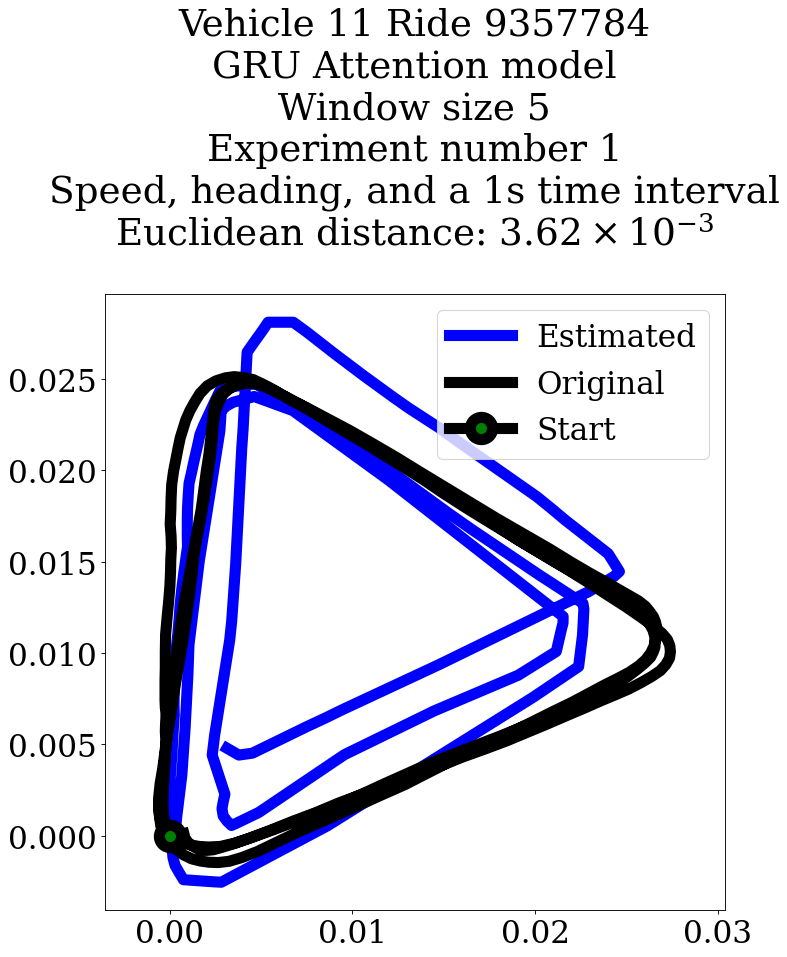 Vehicle 11 Ride 9357784
GRU Attention model
Window size 5
Experiment number 1
Speed, heading, and a 1s time interval
Euclidean distance: 3.62 × 10⁻³
Estimated
Original
Start
0.025
0.020
0.015
0.010
0.005
0.000
0.00 0.01 0.02 0.03